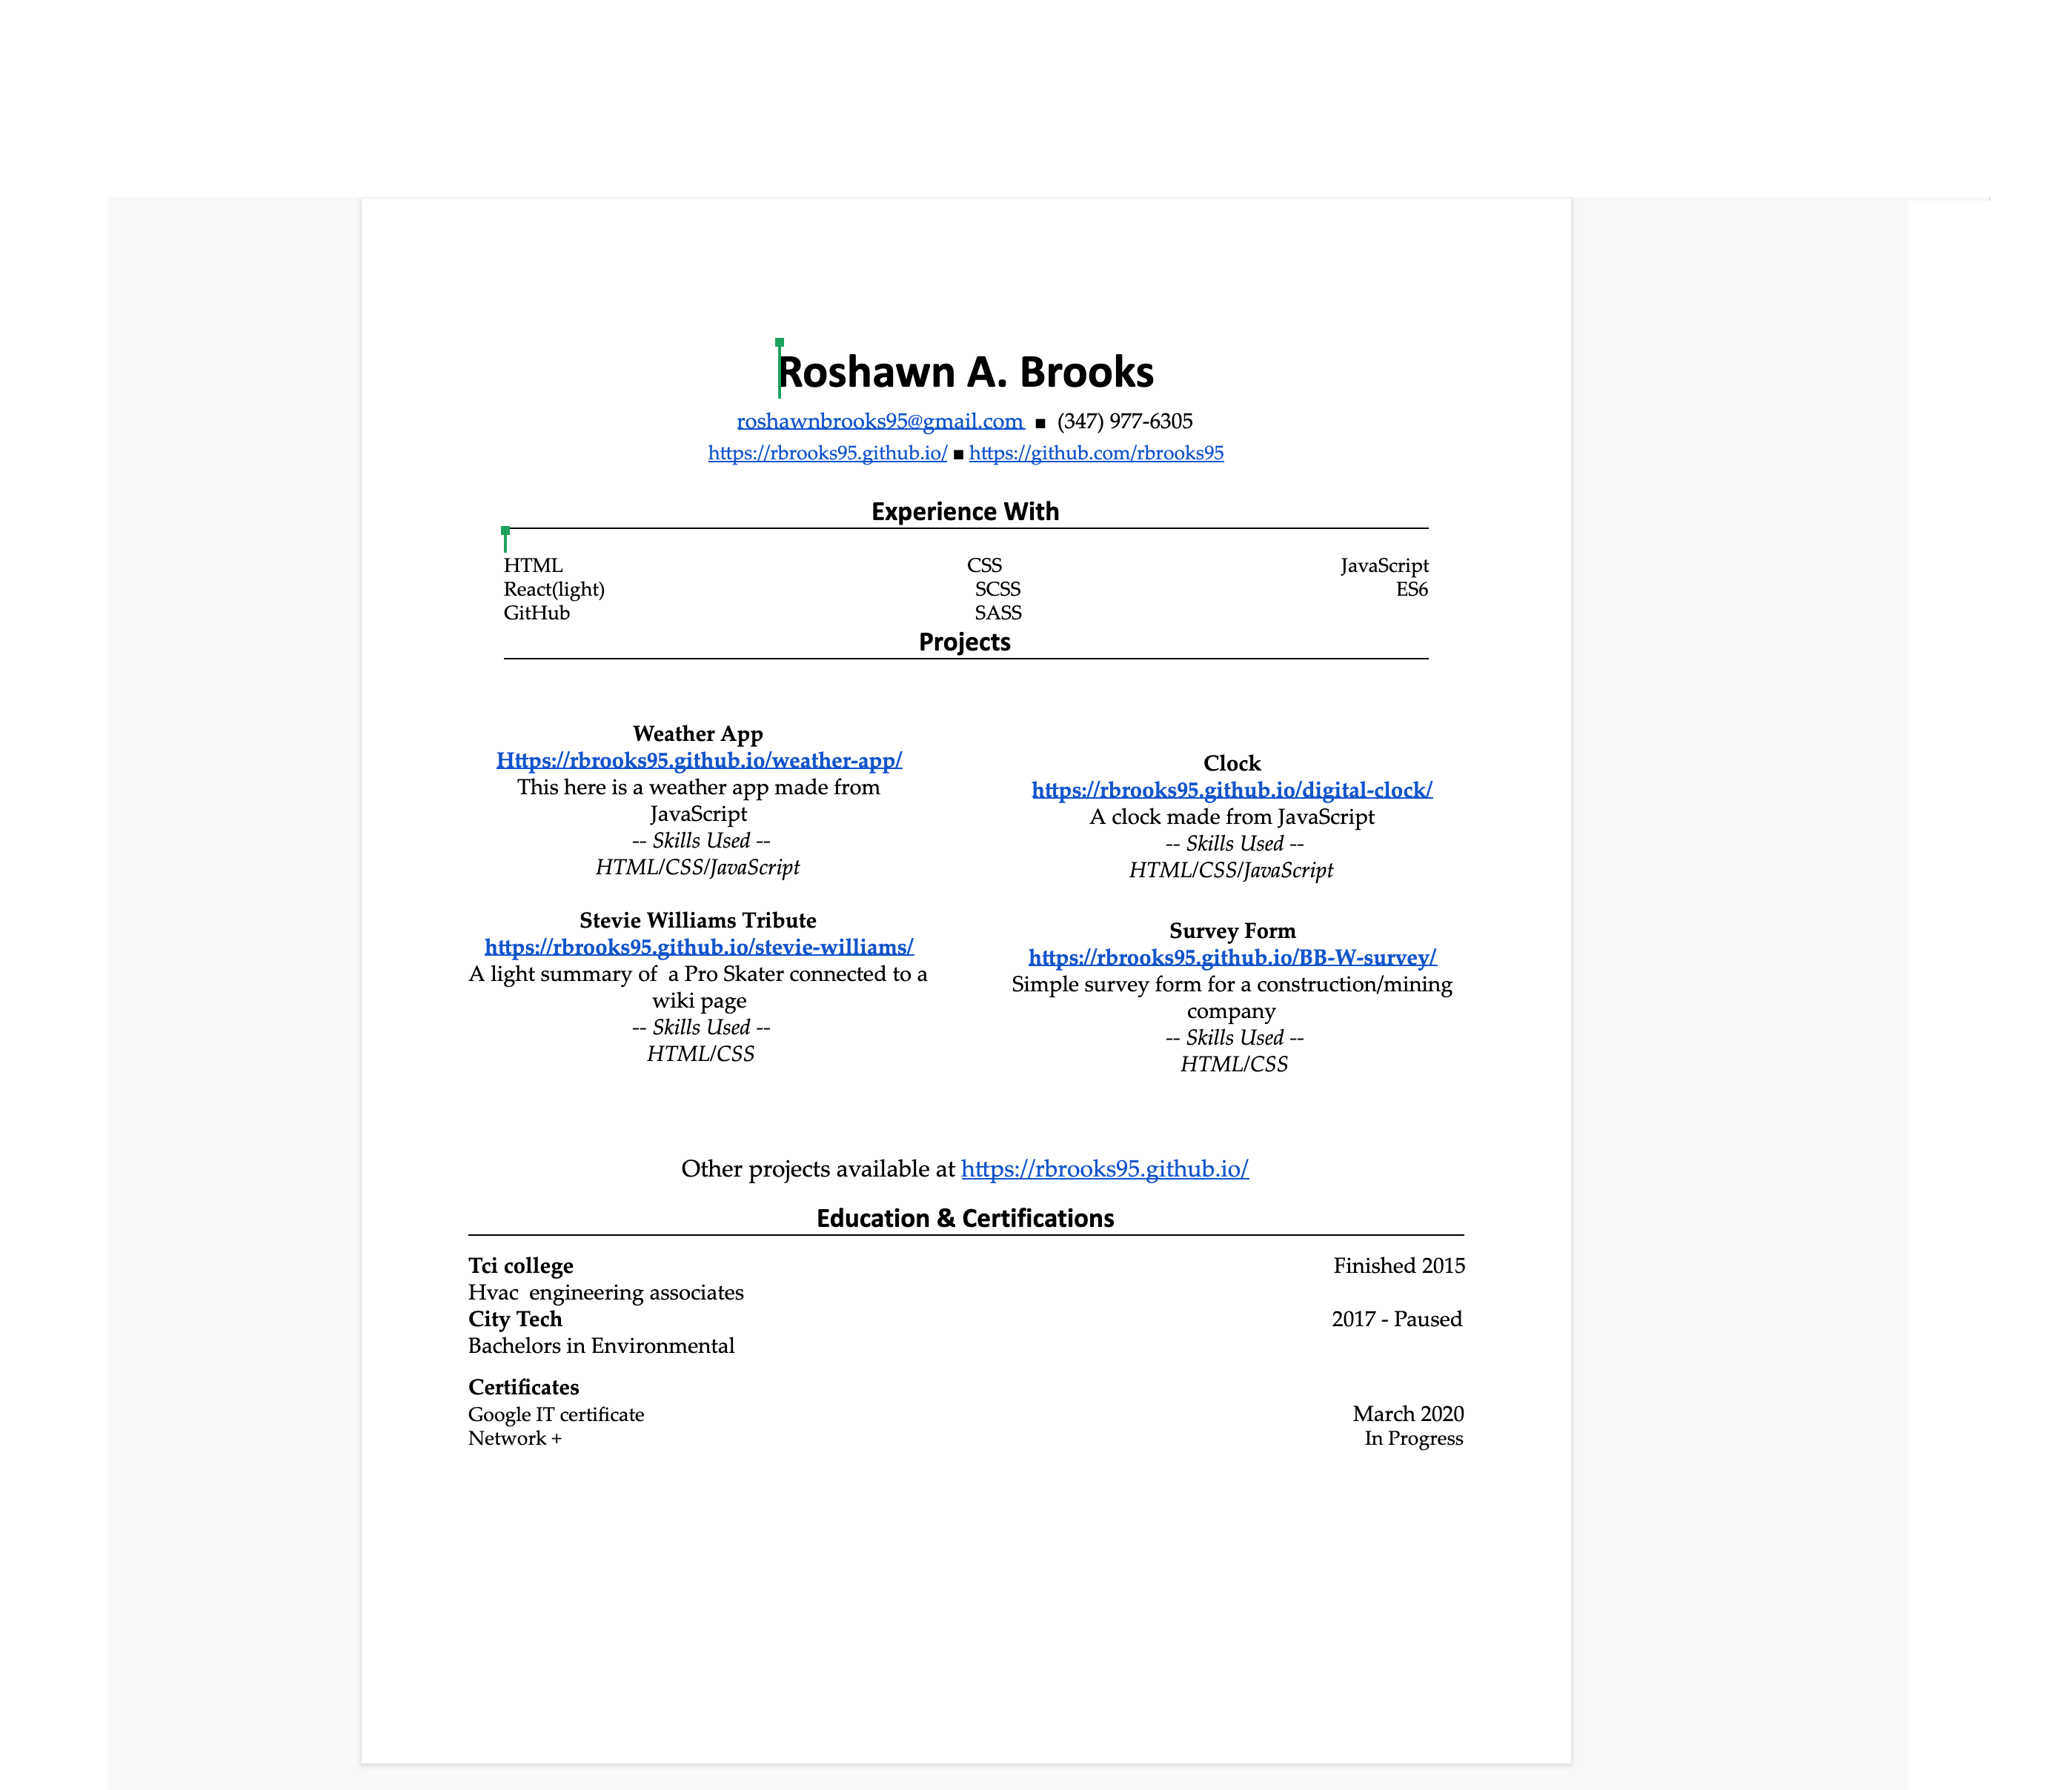 Roshawn A. Brooks
roshawnbrooks95@gmail.com ■ (347) 977-6305
https://rbrooks95.github.io/ ■ https://github.com/rbrooks95
Experience With
HTML CSS JavaScript
React(light) SCSS ES6
GitHub SASS
Projects
Weather App
Https://rbrooks95.github.io/weather-app/
This here is a weather app made from
JavaScript
-- Skills Used --
HTML/CSS/JavaScript
Clock
https://rbrooks95.github.io/digital-clock/
A clock made from JavaScript
-- Skills Used --
HTML/CSS/JavaScript
Stevie Williams Tribute
https://rbrooks95.github.io/stevie-williams/
A light summary of  a Pro Skater connected to a
wiki page
-- Skills Used --
HTML/CSS
Survey Form
https://rbrooks95.github.io/BB-W-survey/
Simple survey form for a construction/mining
company
-- Skills Used --
HTML/CSS
Other projects available at https://rbrooks95.github.io/
Education & Certifications
Tci college Finished 2015
Hvac  engineering associates
City Tech 2017 - Paused
Bachelors in Environmental
Certificates
Google IT certificate March 2020
Network + In Progress